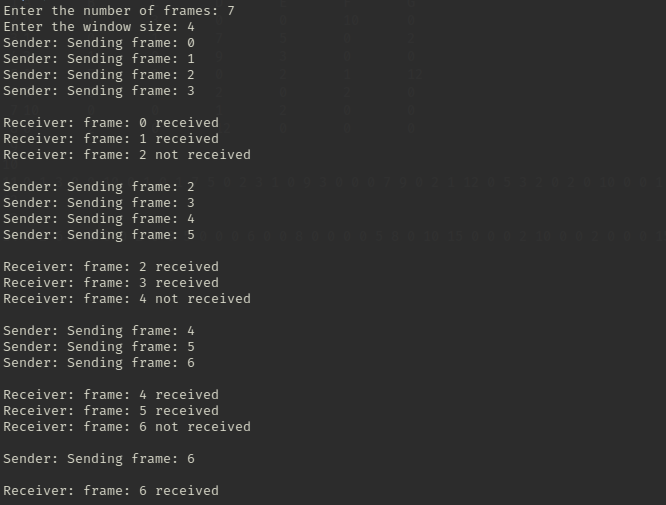 Enter the number of frames: 7
Enter the window size: 4
Sender: Sending frame: 0
Sender: Sending frame: 1
Sender: Sending frame: 2
Sender: Sending frame: 3
Receiver: frame: 0 received
Receiver: frame: 1 received
Receiver: frame: 2 not received
Sender: Sending frame: 2
Sender: Sending frame: 3
Sender: Sending frame: 4
Sender: Sending frame: 5
Receiver: frame: 2 received
Receiver: frame: 3 received
Receiver: frame: 4 not received
Sender: Sending frame: 4
Sender: Sending frame: 5
Sender: Sending frame: 6
Receiver: frame: 4 received
Receiver: frame: 5 received
Receiver: frame: 6 not received
Sender: Sending frame: 6
Receiver: frame: 6 received